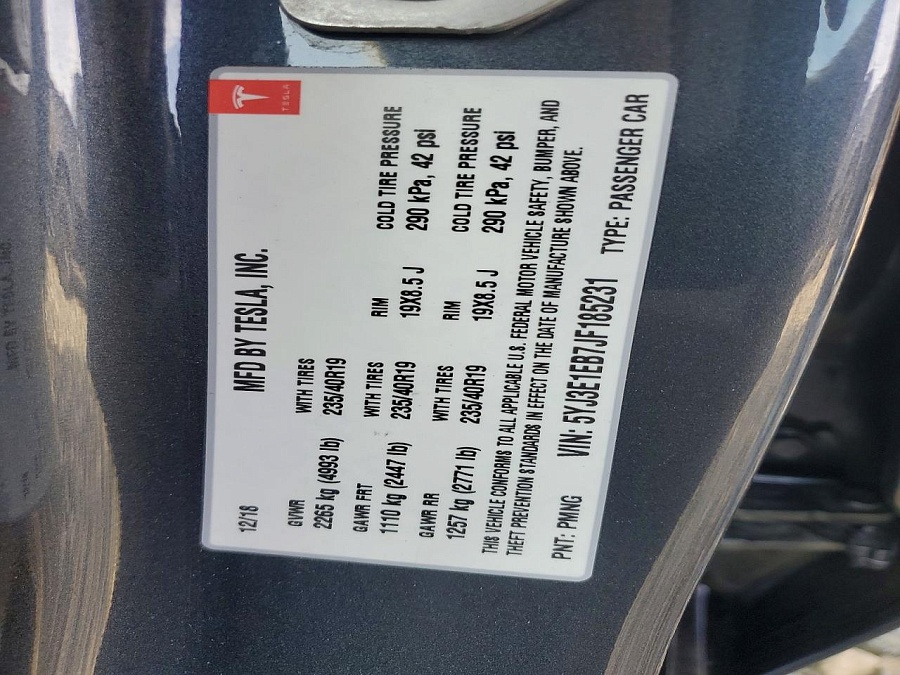 TESLA
MFD BY TESLA, INC.
12/18
GVWR WITH TIRES
2265 kg (4993 lb) 235/40R19
GAWR FRT WITH TIRES RIM COLD TIRE PRESSURE
1110 kg (2447 lb) 235/40R19 19X8.5 J 290 kPa, 42 psi
GAWR RR WITH TIRES RIM COLD TIRE PRESSURE
1257 kg (2771 lb) 235/40R19 19X8.5 J 290 kPa, 42 psi
THIS VEHICLE CONFORMS TO ALL APPLICABLE U.S. FEDERAL MOTOR VEHICLE SAFETY, BUMPER, AND
THEFT PREVENTION STANDARDS IN EFFECT ON THE DATE OF MANUFACTURE SHOWN ABOVE.
PNT: PMNG VIN: 5YJ3E1EB7JF185231 TYPE: PASSENGER CAR